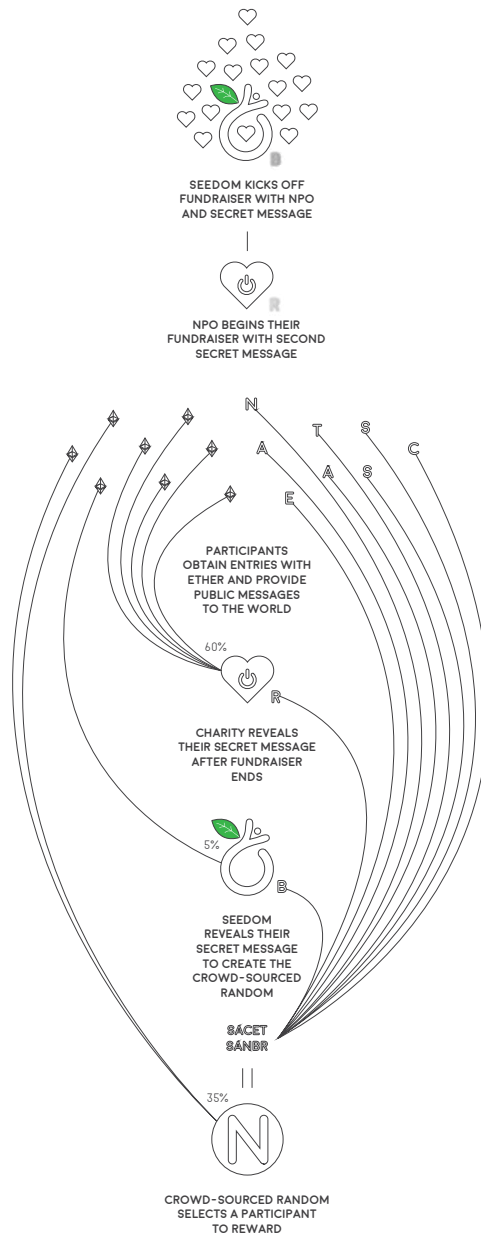 B
SEEDOM KICKS OFF
FUNDRAISER WITH NPO
AND SECRET MESSAGE
R
NPO BEGINS THEIR
FUNDRAISER WITH SECOND
SECRET MESSAGE
N
T
S
C
A
A
S
E
PARTICIPANTS
OBTAIN ENTRIES WITH
ETHER AND PROVIDE
PUBLIC MESSAGES
TO THE WORLD
60%
R
CHARITY REVEALS
THEIR SECRET MESSAGE
AFTER FUNDRAISER
ENDS
5%
B
SEEDOM
REVEALS THEIR
SECRET MESSAGE
TO CREATE THE
CROWD-SOURCED
RANDOM
SÁCET
SÁNBR
35%
N
CROWD-SOURCED RANDOM
SELECTS A PARTICIPANT
TO REWARD